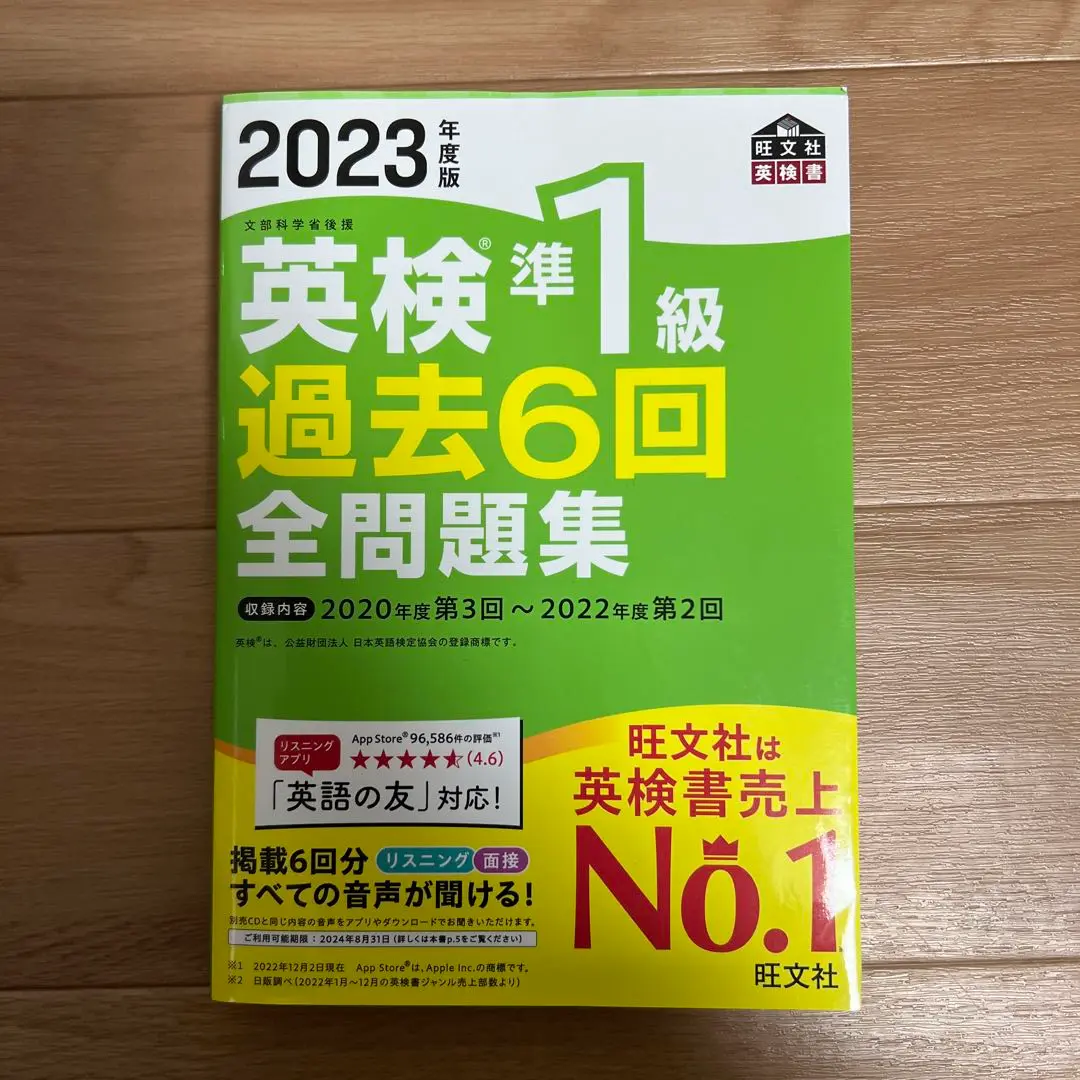 2023年度版
旺文社
英検書
文部科学省後援
英検®準1級
過去6回
全問題集
収録内容 2020年度第3回～2022年度第2回
英検®は、公益財団法人 日本英語検定協会の登録商標です。
リスニング
アプリ
App Store® 96,586件の評価※1
★★★★★(4.6)
「英語の友」対応!
掲載6回分 リスニング 面接
すべての音声が聞ける!
別売CDと同じ内容の音声をアプリやダウンロードでお聞きいただけます。
ご利用可能期限:2024年8月31日(詳しくは本書p.5をご覧ください)
※1 2022年12月2日現在 App Store®は、Apple Inc.の商標です。
※2 日販調べ(2022年1月～12月の英検書ジャンル売上部数より)
旺文社は
英検書売上
No.1
旺文社